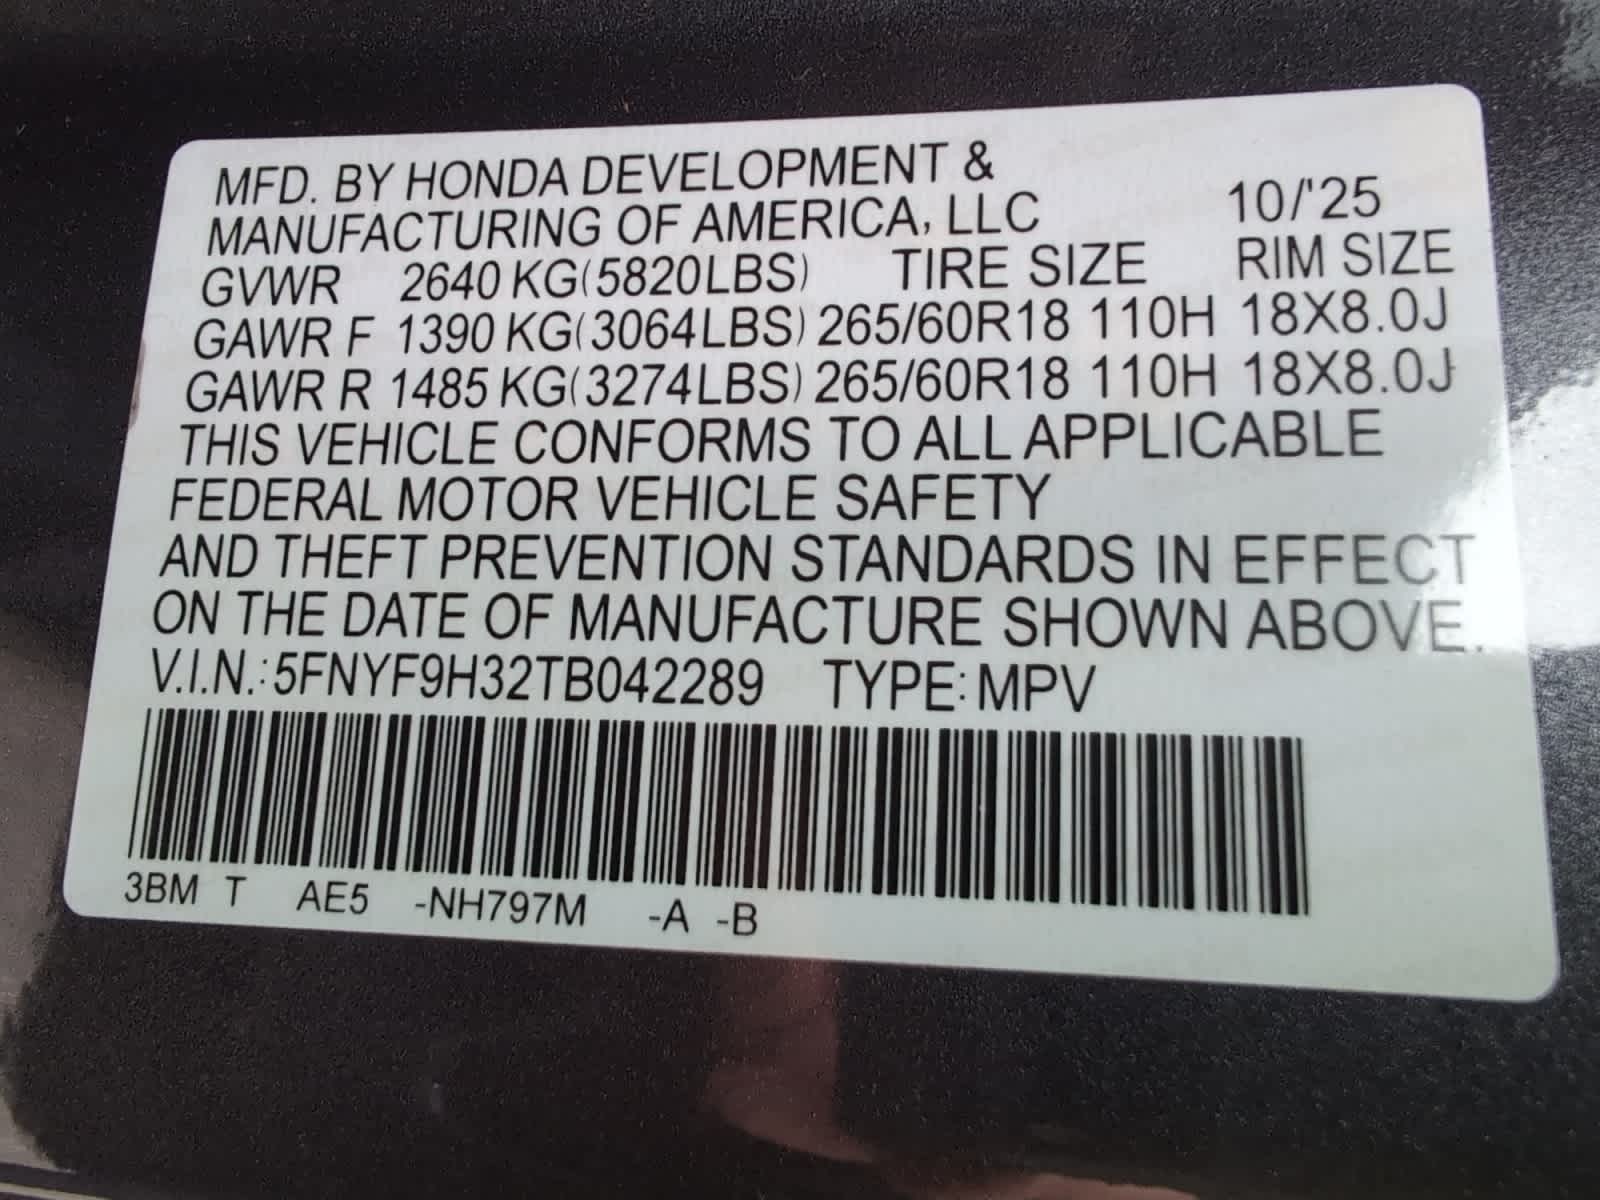 MFD. BY HONDA DEVELOPMENT &
MANUFACTURING OF AMERICA, LLC 10/'25
GVWR 2640 KG(5820LBS) TIRE SIZE RIM SIZE
GAWR F 1390 KG(3064LBS) 265/60R18 110H 18X8.0J
GAWR R 1485 KG(3274LBS) 265/60R18 110H 18X8.0J
THIS VEHICLE CONFORMS TO ALL APPLICABLE
FEDERAL MOTOR VEHICLE SAFETY
AND THEFT PREVENTION STANDARDS IN EFFECT
ON THE DATE OF MANUFACTURE SHOWN ABOVE.
V.I.N.: 5FNYF9H32TB042289 TYPE: MPV
3BM T AE5 -NH797M -A -B